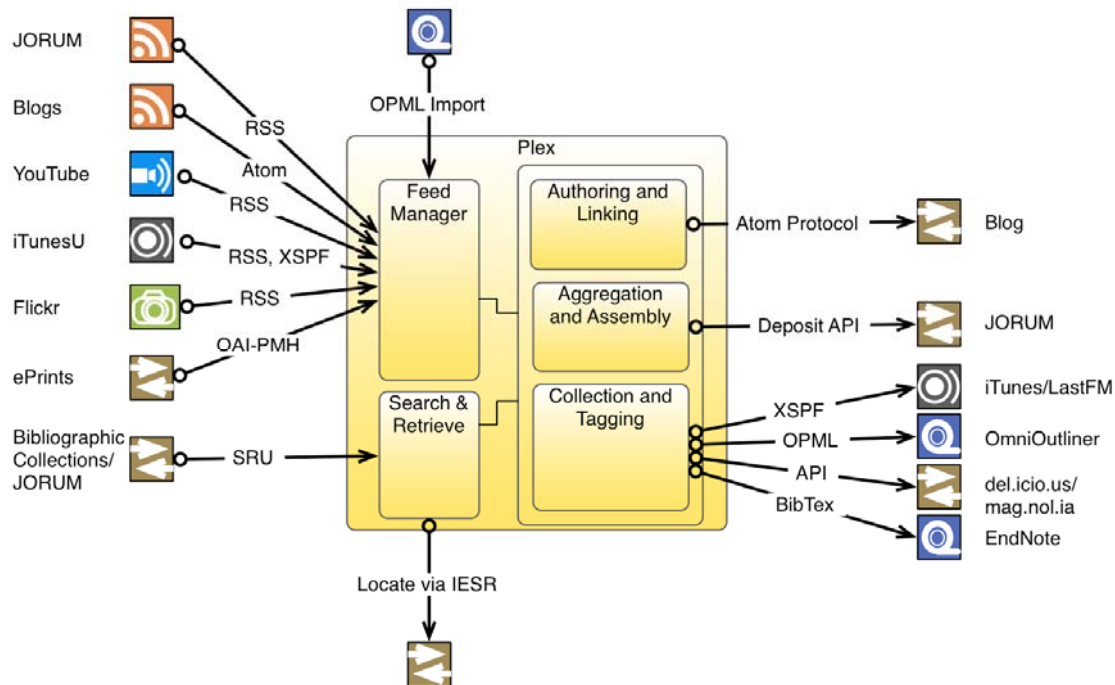 JORUM
Blogs
YouTube
iTunesU
Flickr
ePrints
Bibliographic
Collections/
JORUM
RSS
Atom
RSS
RSS, XSPF
RSS
OAI-PMH
SRU
OPML Import
Plex
Feed
Manager
Search &
Retrieve
Authoring and
Linking
Aggregation
and Assembly
Collection and
Tagging
Locate via IESR
Atom Protocol
Deposit API
XSPF
OPML
API
BibTex
Blog
JORUM
iTunes/LastFM
OmniOutliner
del.icio.us/
mag.nol.ia
EndNote